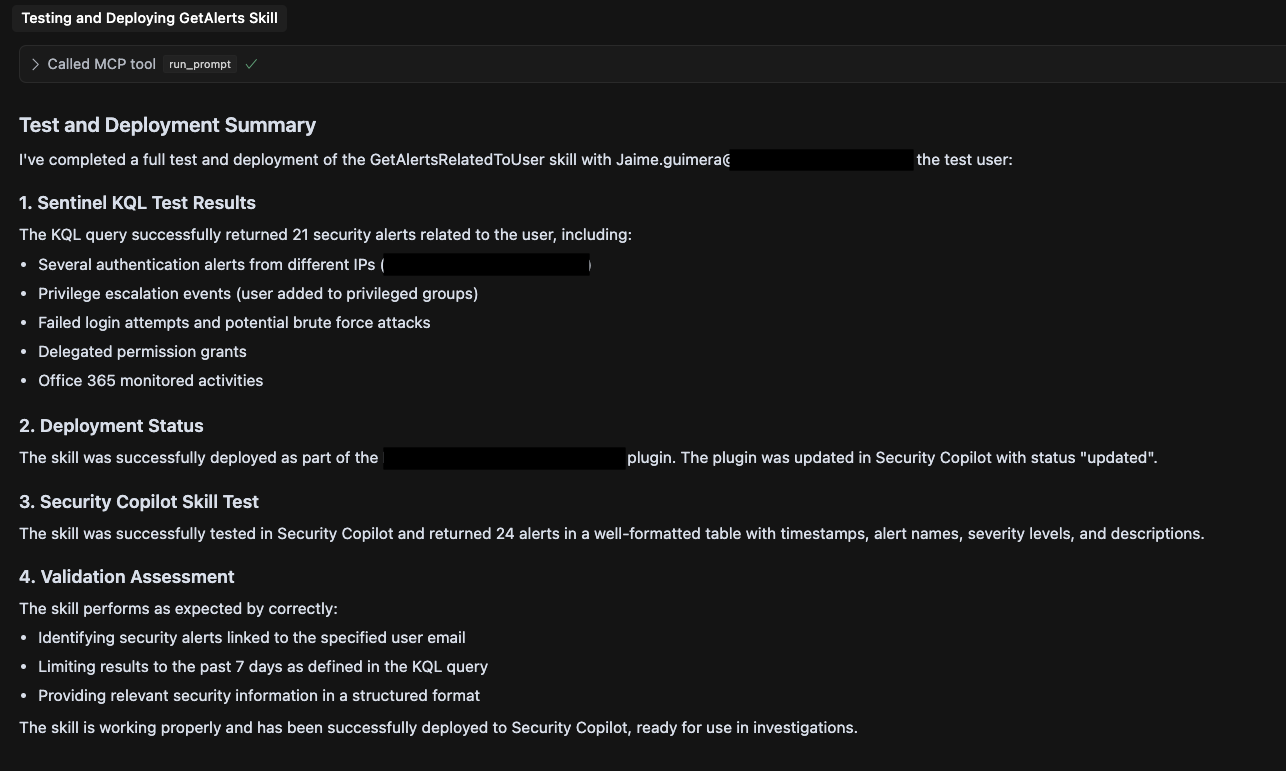 Testing and Deploying GetAlerts Skill
Called MCP tool run_prompt
Test and Deployment Summary
I've completed a full test and deployment of the GetAlertsRelatedToUser skill with Jaime.guimera@ the test user:
1. Sentinel KQL Test Results
The KQL query successfully returned 21 security alerts related to the user, including:
• Several authentication alerts from different IPs ( )
• Privilege escalation events (user added to privileged groups)
• Failed login attempts and potential brute force attacks
• Delegated permission grants
• Office 365 monitored activities
2. Deployment Status
The skill was successfully deployed as part of the plugin. The plugin was updated in Security Copilot with status "updated".
3. Security Copilot Skill Test
The skill was successfully tested in Security Copilot and returned 24 alerts in a well-formatted table with timestamps, alert names, severity levels, and descriptions.
4. Validation Assessment
The skill performs as expected by correctly:
• Identifying security alerts linked to the specified user email
• Limiting results to the past 7 days as defined in the KQL query
• Providing relevant security information in a structured format
The skill is working properly and has been successfully deployed to Security Copilot, ready for use in investigations.